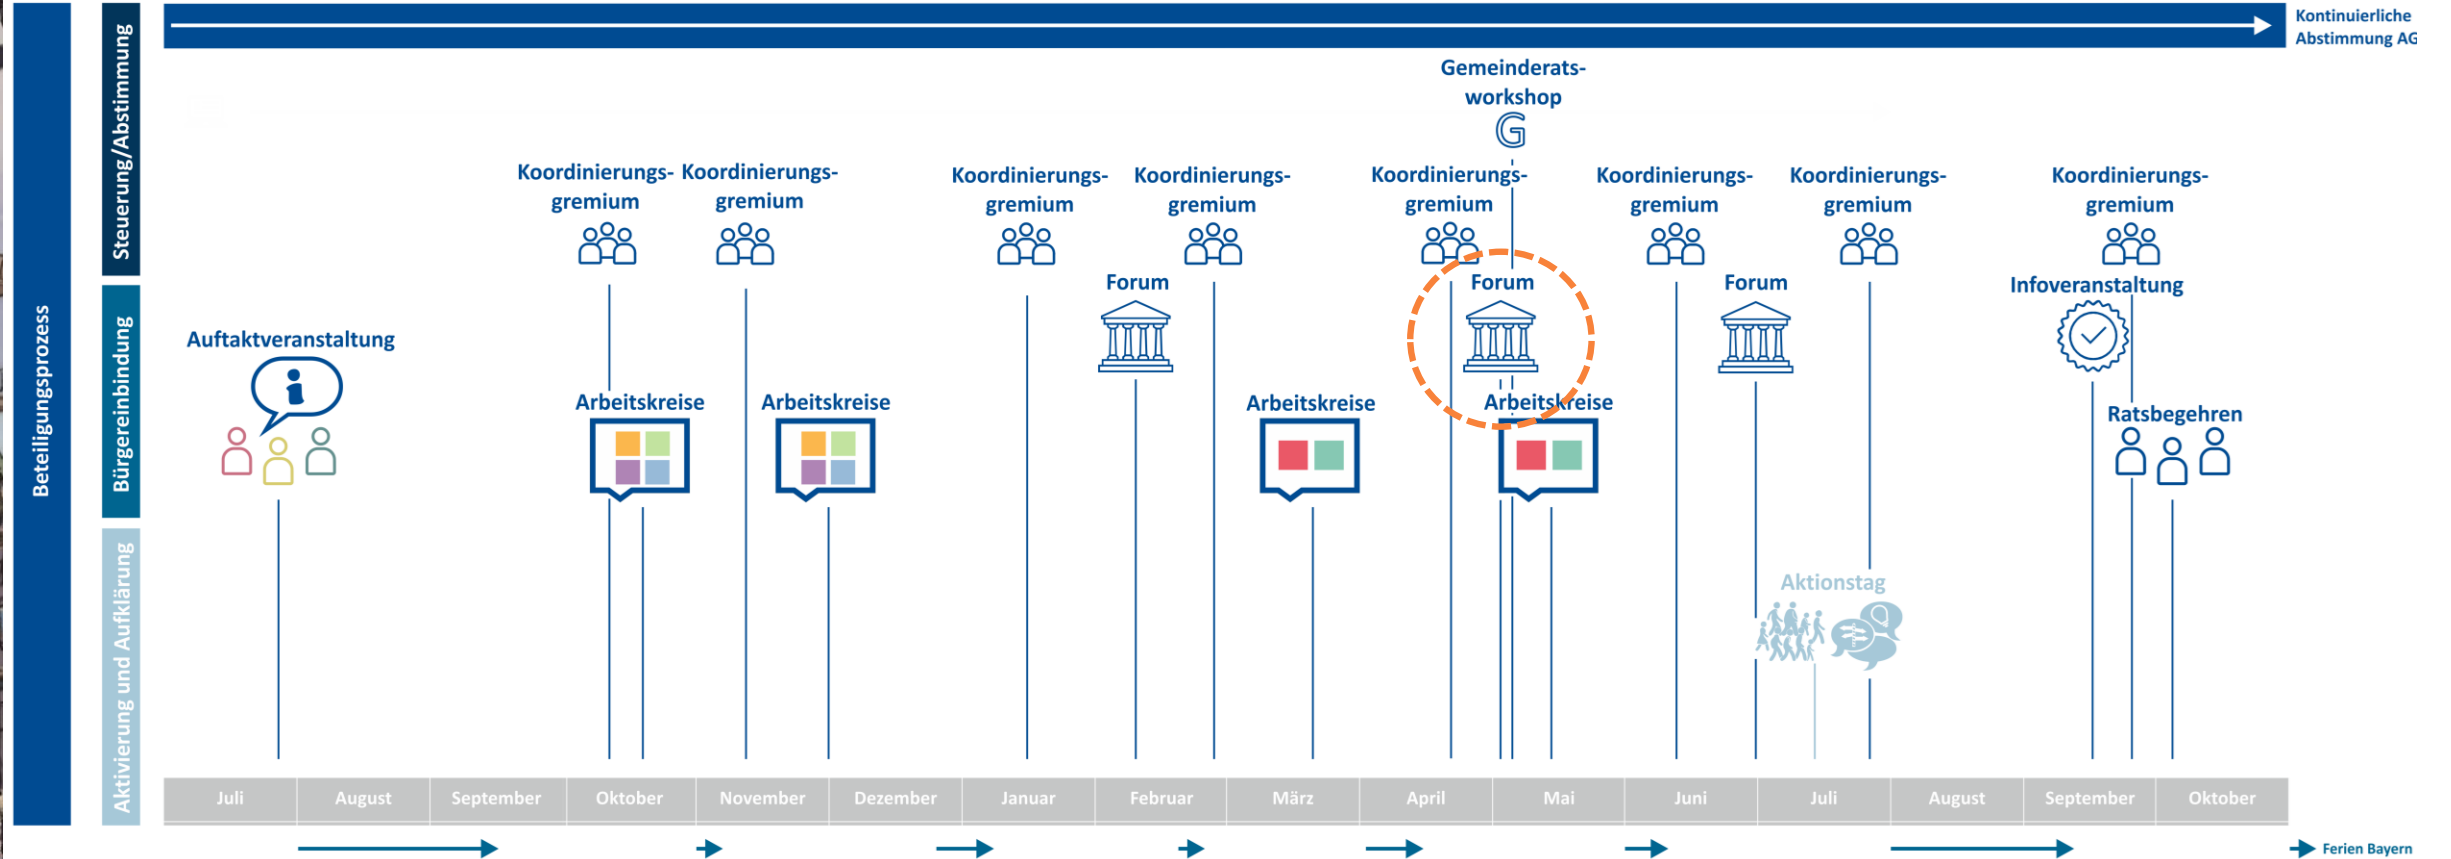 Kontinuierliche
Abstimmung AG
Beteiligungsprozess
Steuerung/Abstimmung
Bürgereinbindung
Aktivierung und Aufklärung
Gemeinderats-
workshop
G
Koordinierungs-
gremium
Koordinierungs-
gremium
Koordinierungs-
gremium
Koordinierungs-
gremium
Koordinierungs-
gremium
Koordinierungs-
gremium
Koordinierungs-
gremium
Koordinierungs-
gremium
Forum
Forum
Forum
Infoveranstaltung
Auftaktveranstaltung
i
Arbeitskreise
Arbeitskreise
Arbeitskreise
Arbeitskreise
Ratsbegehren
Aktionstag
Juli
August
September
Oktober
November
Dezember
Januar
Februar
März
April
Mai
Juni
Juli
August
September
Oktober
Ferien Bayern